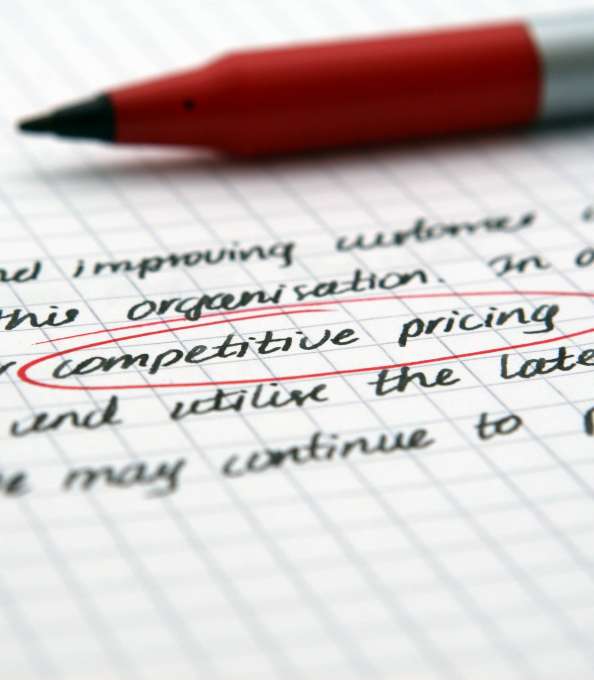 nd improving customer
this organisation. In o
r competitive pricing
and utilise the late
e may continue to p